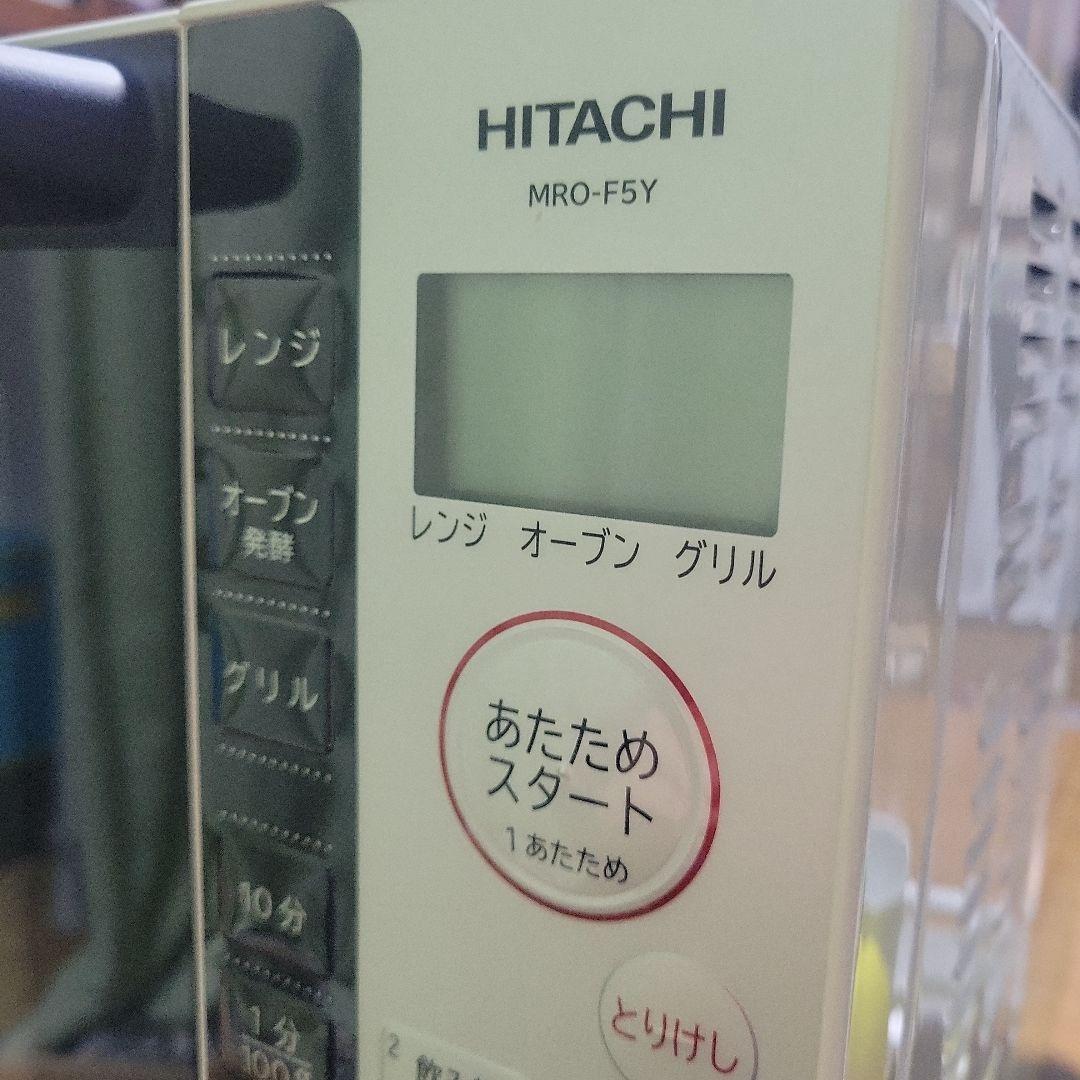 HITACHI
MRO-F5Y
レンジ
オーブン
発酵
グリル
10分
1分
レンジ オーブン グリル
あたため
スタート
1あたため
とりけし
2